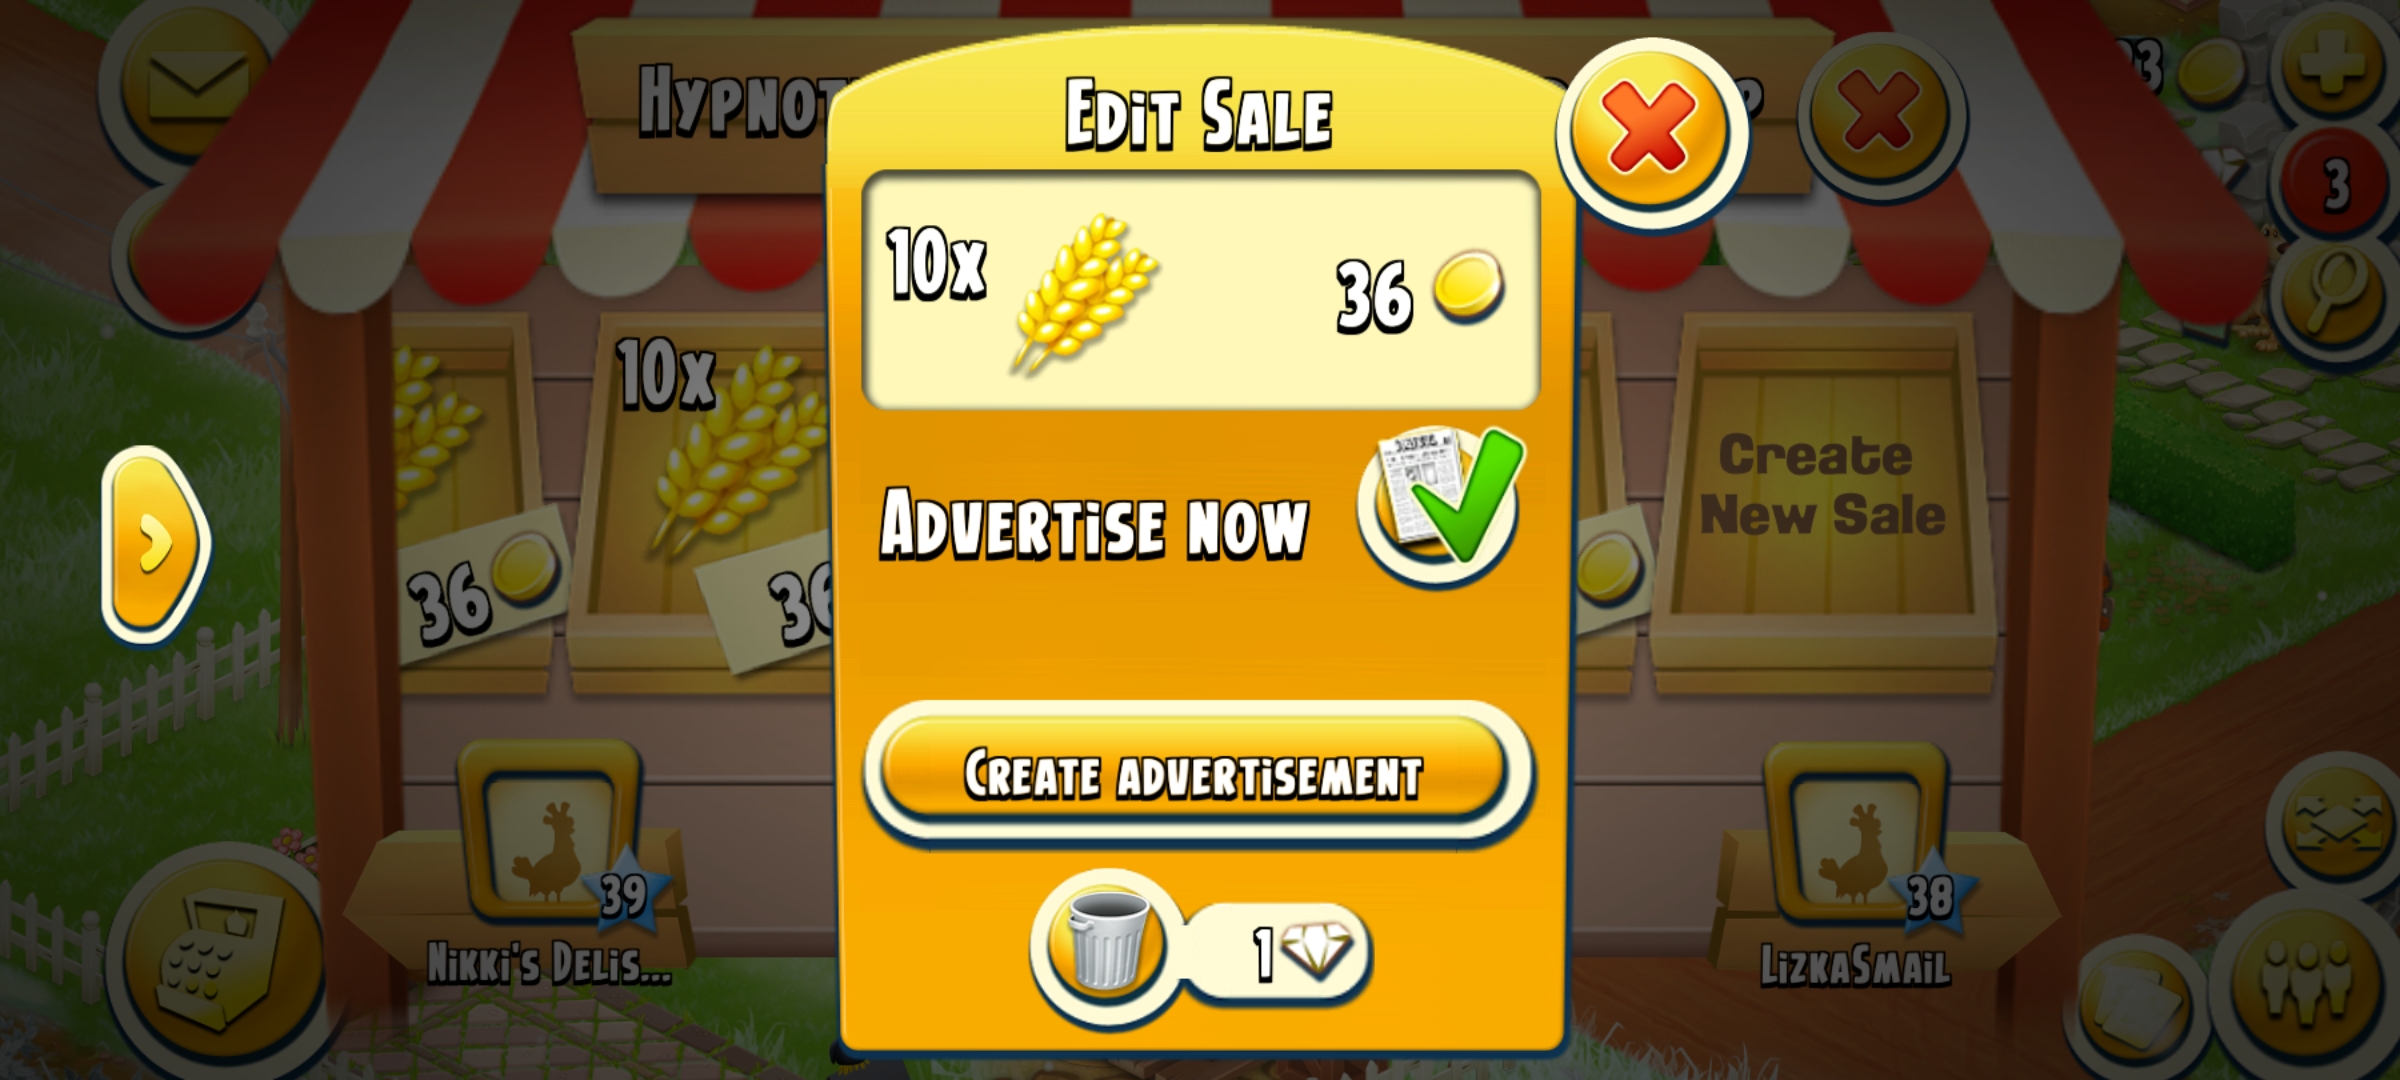 HYPNOT
EDIT SALE
3
10x
36
10x
36
36
ADVERTISE NOW
Create
New Sale
CREATE ADVERTISEMENT
39
NIKKI'S DELIS...
1
38
LIZKASMAIL